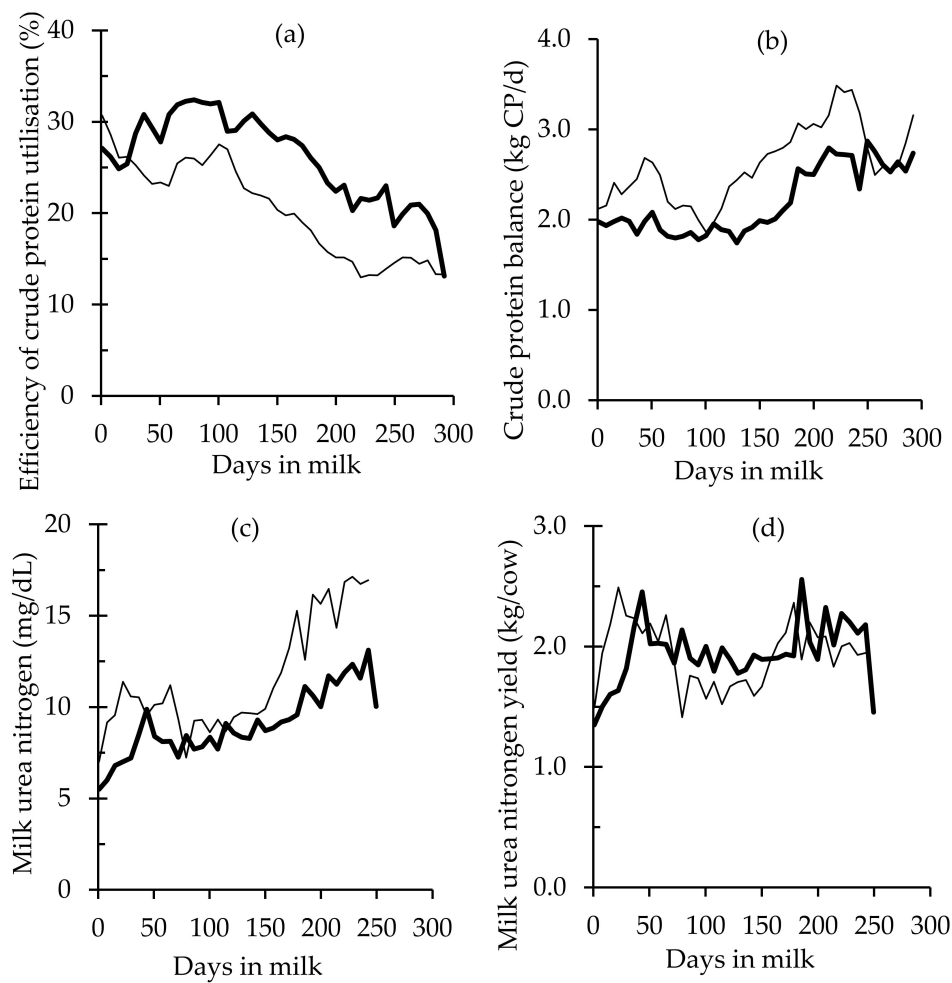 (a)
Efficiency of crude protein utilisation (%)
40
30
20
10
0
0 50 100 150 200 250 300
Days in milk
(b)
Crude protein balance (kg CP/d)
4.0
3.0
2.0
1.0
0.0
0 50 100 150 200 250 300
Days in milk
(c)
Milk urea nitrogen (mg/dL)
20
15
10
5
0
0 50 100 150 200 250 300
Days in milk
(d)
Milk urea nitrongen yield (kg/cow)
3.0
2.0
1.0
0.0
0 50 100 150 200 250 300
Days in milk